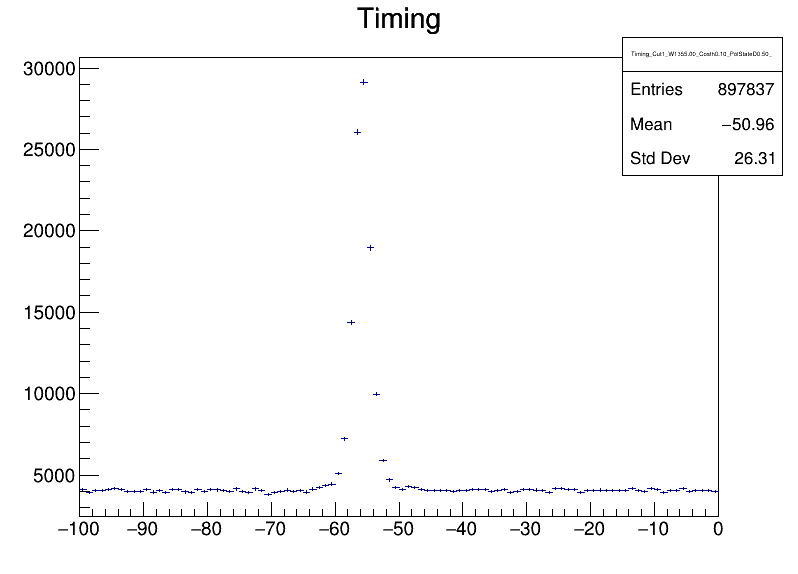 Timing
Timing_Cut1_W1355.00_Costh0.10_PolStateD0.50_
Entries 897837
Mean −50.96
Std Dev 26.31
30000
25000
20000
15000
10000
5000
−100 −90 −80 −70 −60 −50 −40 −30 −20 −10 0